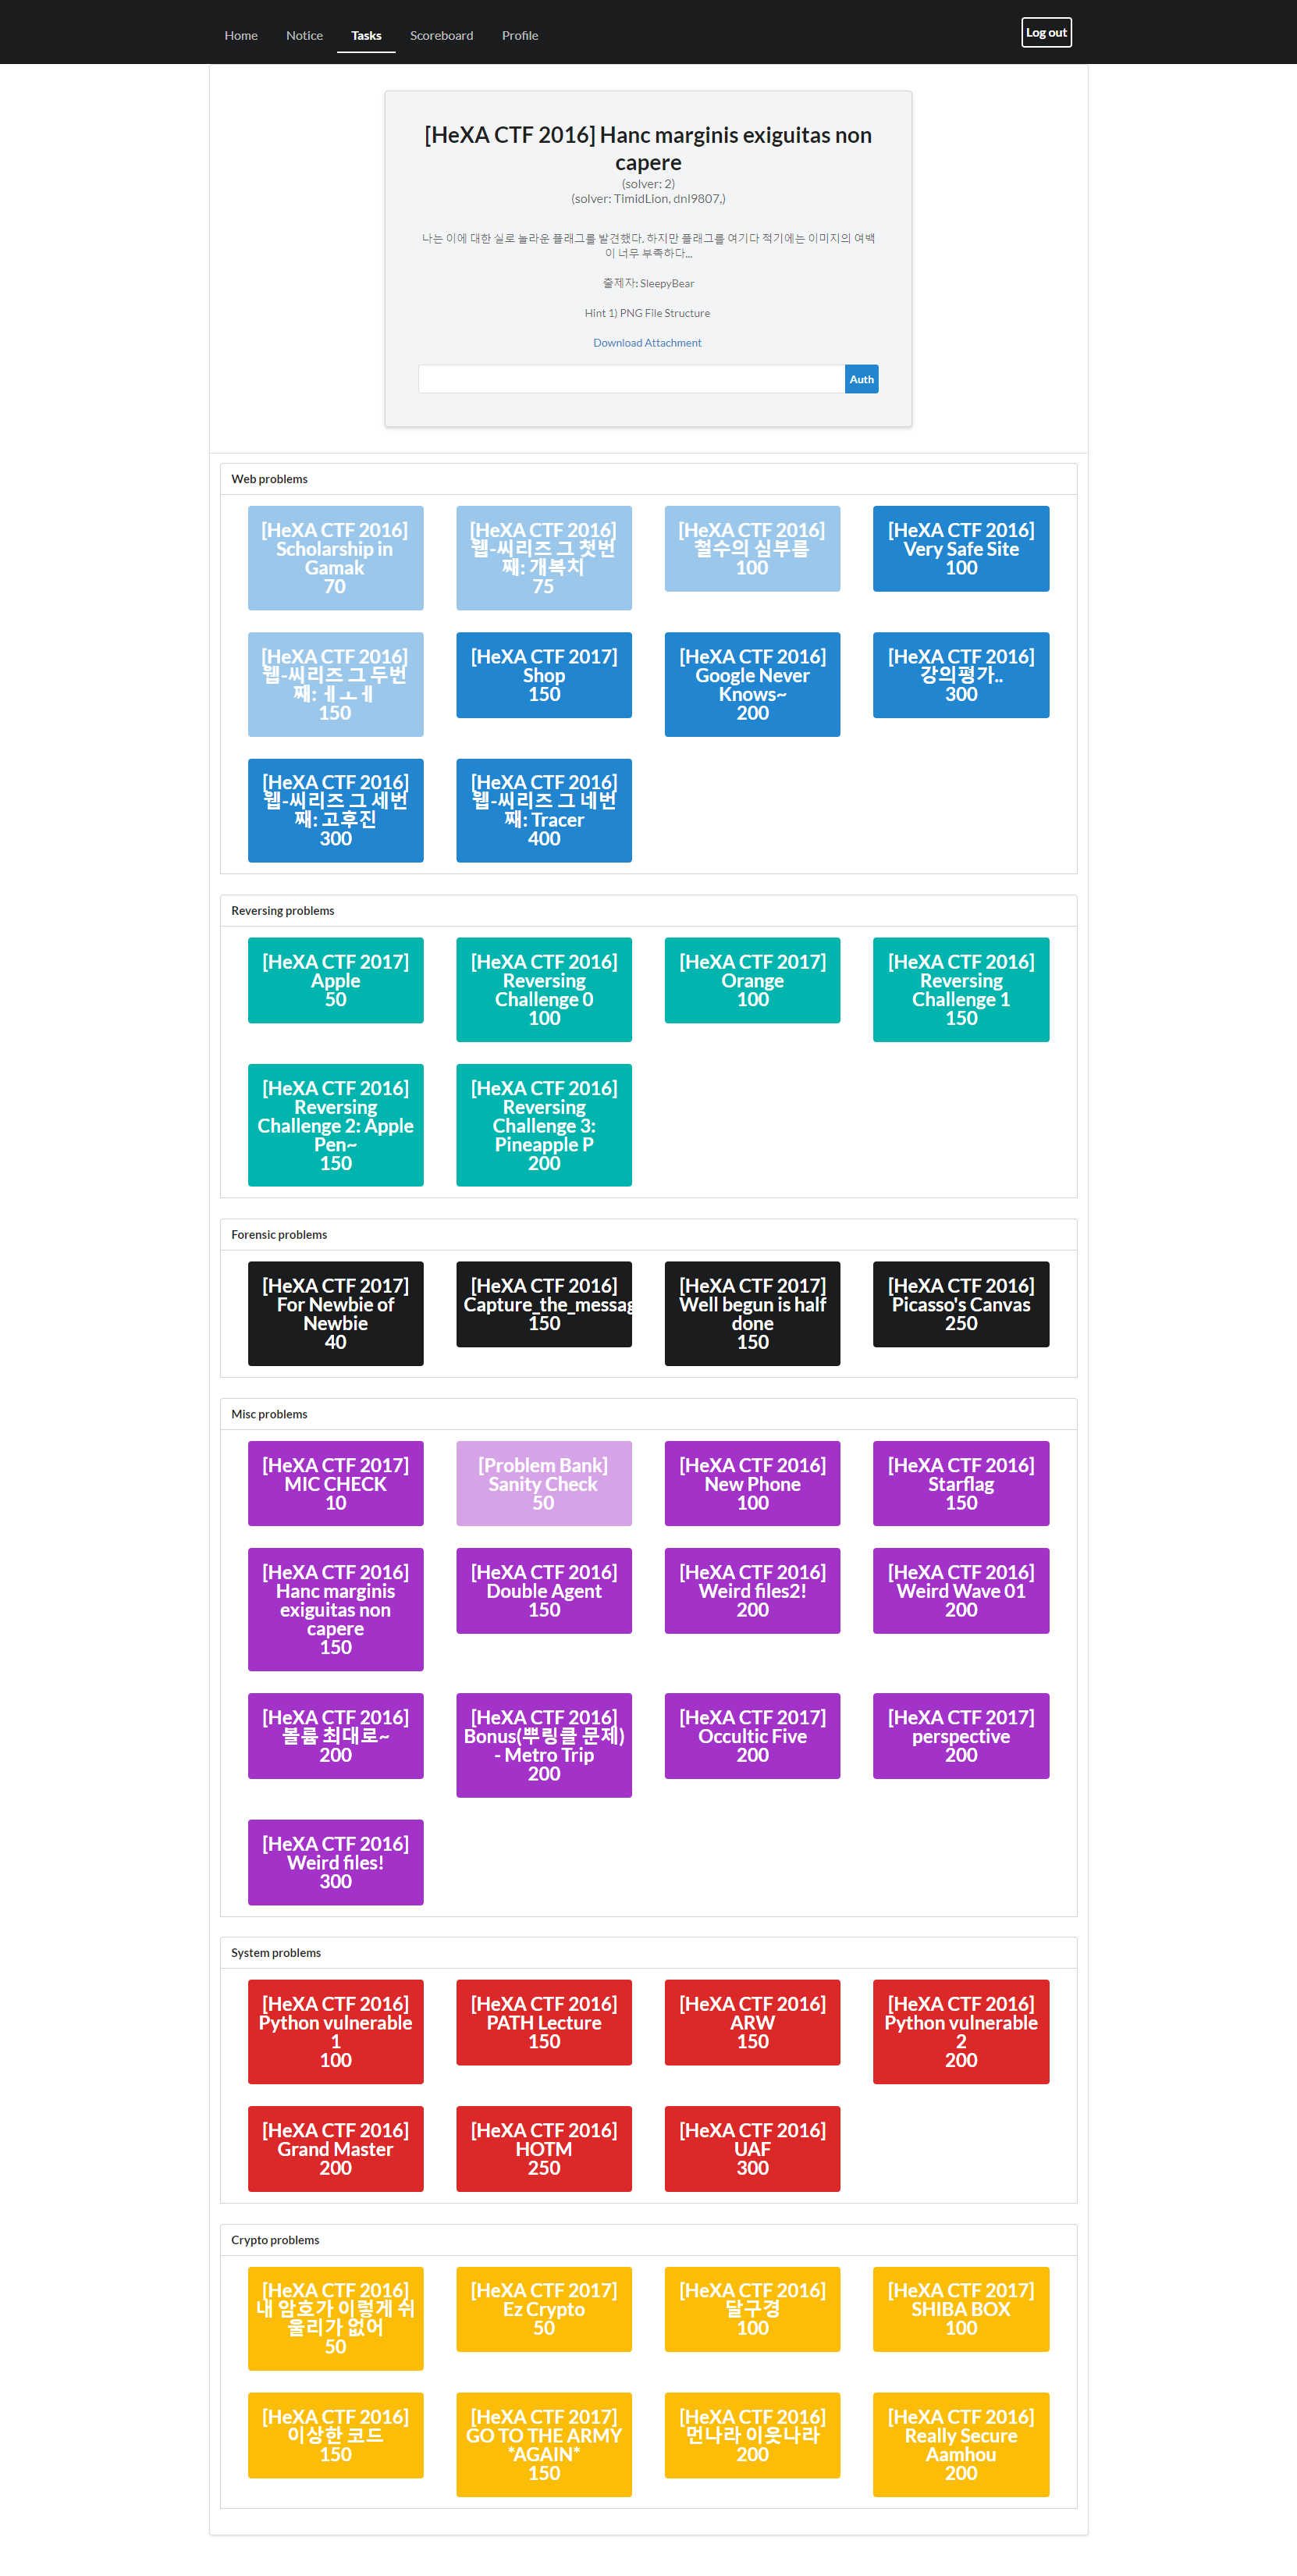 Home Notice Tasks Scoreboard Profile Log out
[HeXA CTF 2016] Hanc marginis exiguitas non
capere
(solver: 2)
(solver: TimidLion, dnl9807,)
나는 이에 대한 실로 놀라운 플래그를 발견했다. 하지만 플래그를 여기다 적기에는 이미지의 여백
이 너무 부족하다...
출제자: SleepyBear
Hint 1) PNG File Structure
Download Attachment
Auth
Web problems
[HeXA CTF 2016]
Scholarship in
Gamak
70
[HeXA CTF 2016]
웹-씨리즈 그 첫번
째: 개복치
75
[HeXA CTF 2016]
철수의 심부름
100
[HeXA CTF 2016]
Very Safe Site
100
[HeXA CTF 2016]
웹-씨리즈 그 두번
째: ㅔㅗㅔ
150
[HeXA CTF 2017]
Shop
150
[HeXA CTF 2016]
Google Never
Knows~
200
[HeXA CTF 2016]
강의평가..
300
[HeXA CTF 2016]
웹-씨리즈 그 세번
째: 고후진
300
[HeXA CTF 2016]
웹-씨리즈 그 네번
째: Tracer
400
Reversing problems
[HeXA CTF 2017]
Apple
50
[HeXA CTF 2016]
Reversing
Challenge 0
100
[HeXA CTF 2017]
Orange
100
[HeXA CTF 2016]
Reversing
Challenge 1
150
[HeXA CTF 2016]
Reversing
Challenge 2: Apple
Pen~
150
[HeXA CTF 2016]
Reversing
Challenge 3:
Pineapple P
200
Forensic problems
[HeXA CTF 2017]
For Newbie of
Newbie
40
[HeXA CTF 2016]
Capture_the_messag
150
[HeXA CTF 2017]
Well begun is half
done
150
[HeXA CTF 2016]
Picasso's Canvas
250
Misc problems
[HeXA CTF 2017]
MIC CHECK
10
[Problem Bank]
Sanity Check
50
[HeXA CTF 2016]
New Phone
100
[HeXA CTF 2016]
Starflag
150
[HeXA CTF 2016]
Hanc marginis
exiguitas non
capere
150
[HeXA CTF 2016]
Double Agent
150
[HeXA CTF 2016]
Weird files2!
200
[HeXA CTF 2016]
Weird Wave 01
200
[HeXA CTF 2016]
볼륨 최대로~
200
[HeXA CTF 2016]
Bonus(뿌링클 문제)
- Metro Trip
200
[HeXA CTF 2017]
Occultic Five
200
[HeXA CTF 2017]
perspective
200
[HeXA CTF 2016]
Weird files!
300
System problems
[HeXA CTF 2016]
Python vulnerable
1
100
[HeXA CTF 2016]
PATH Lecture
150
[HeXA CTF 2016]
ARW
150
[HeXA CTF 2016]
Python vulnerable
2
200
[HeXA CTF 2016]
Grand Master
200
[HeXA CTF 2016]
HOTM
250
[HeXA CTF 2016]
UAF
300
Crypto problems
[HeXA CTF 2016]
내 암호가 이렇게 쉬
울리가 없어
50
[HeXA CTF 2017]
Ez Crypto
50
[HeXA CTF 2016]
달구경
100
[HeXA CTF 2017]
SHIBA BOX
100
[HeXA CTF 2016]
이상한 코드
150
[HeXA CTF 2017]
GO TO THE ARMY
*AGAIN*
150
[HeXA CTF 2016]
먼나라 이웃나라
200
[HeXA CTF 2016]
Really Secure
Aamhou
200